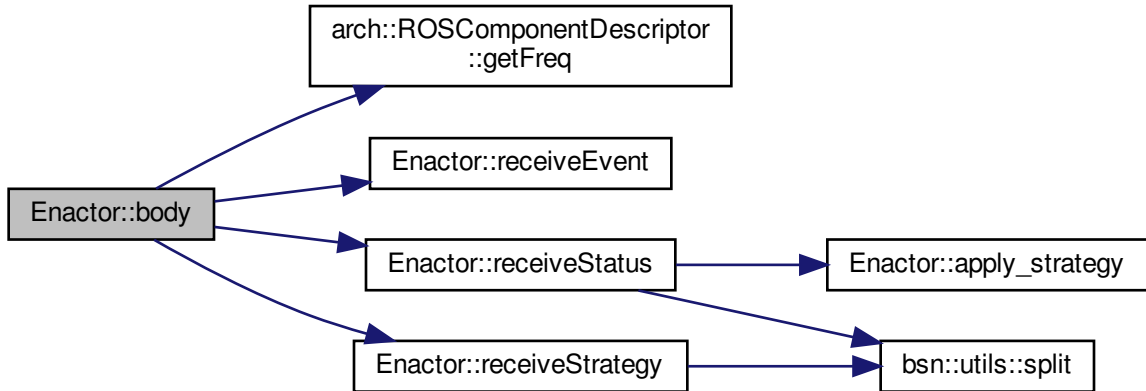 arch::ROSComponentDescriptor
::getFreq
Enactor::receiveEvent
Enactor::body
Enactor::receiveStatus
Enactor::apply_strategy
Enactor::receiveStrategy
bsn::utils::split